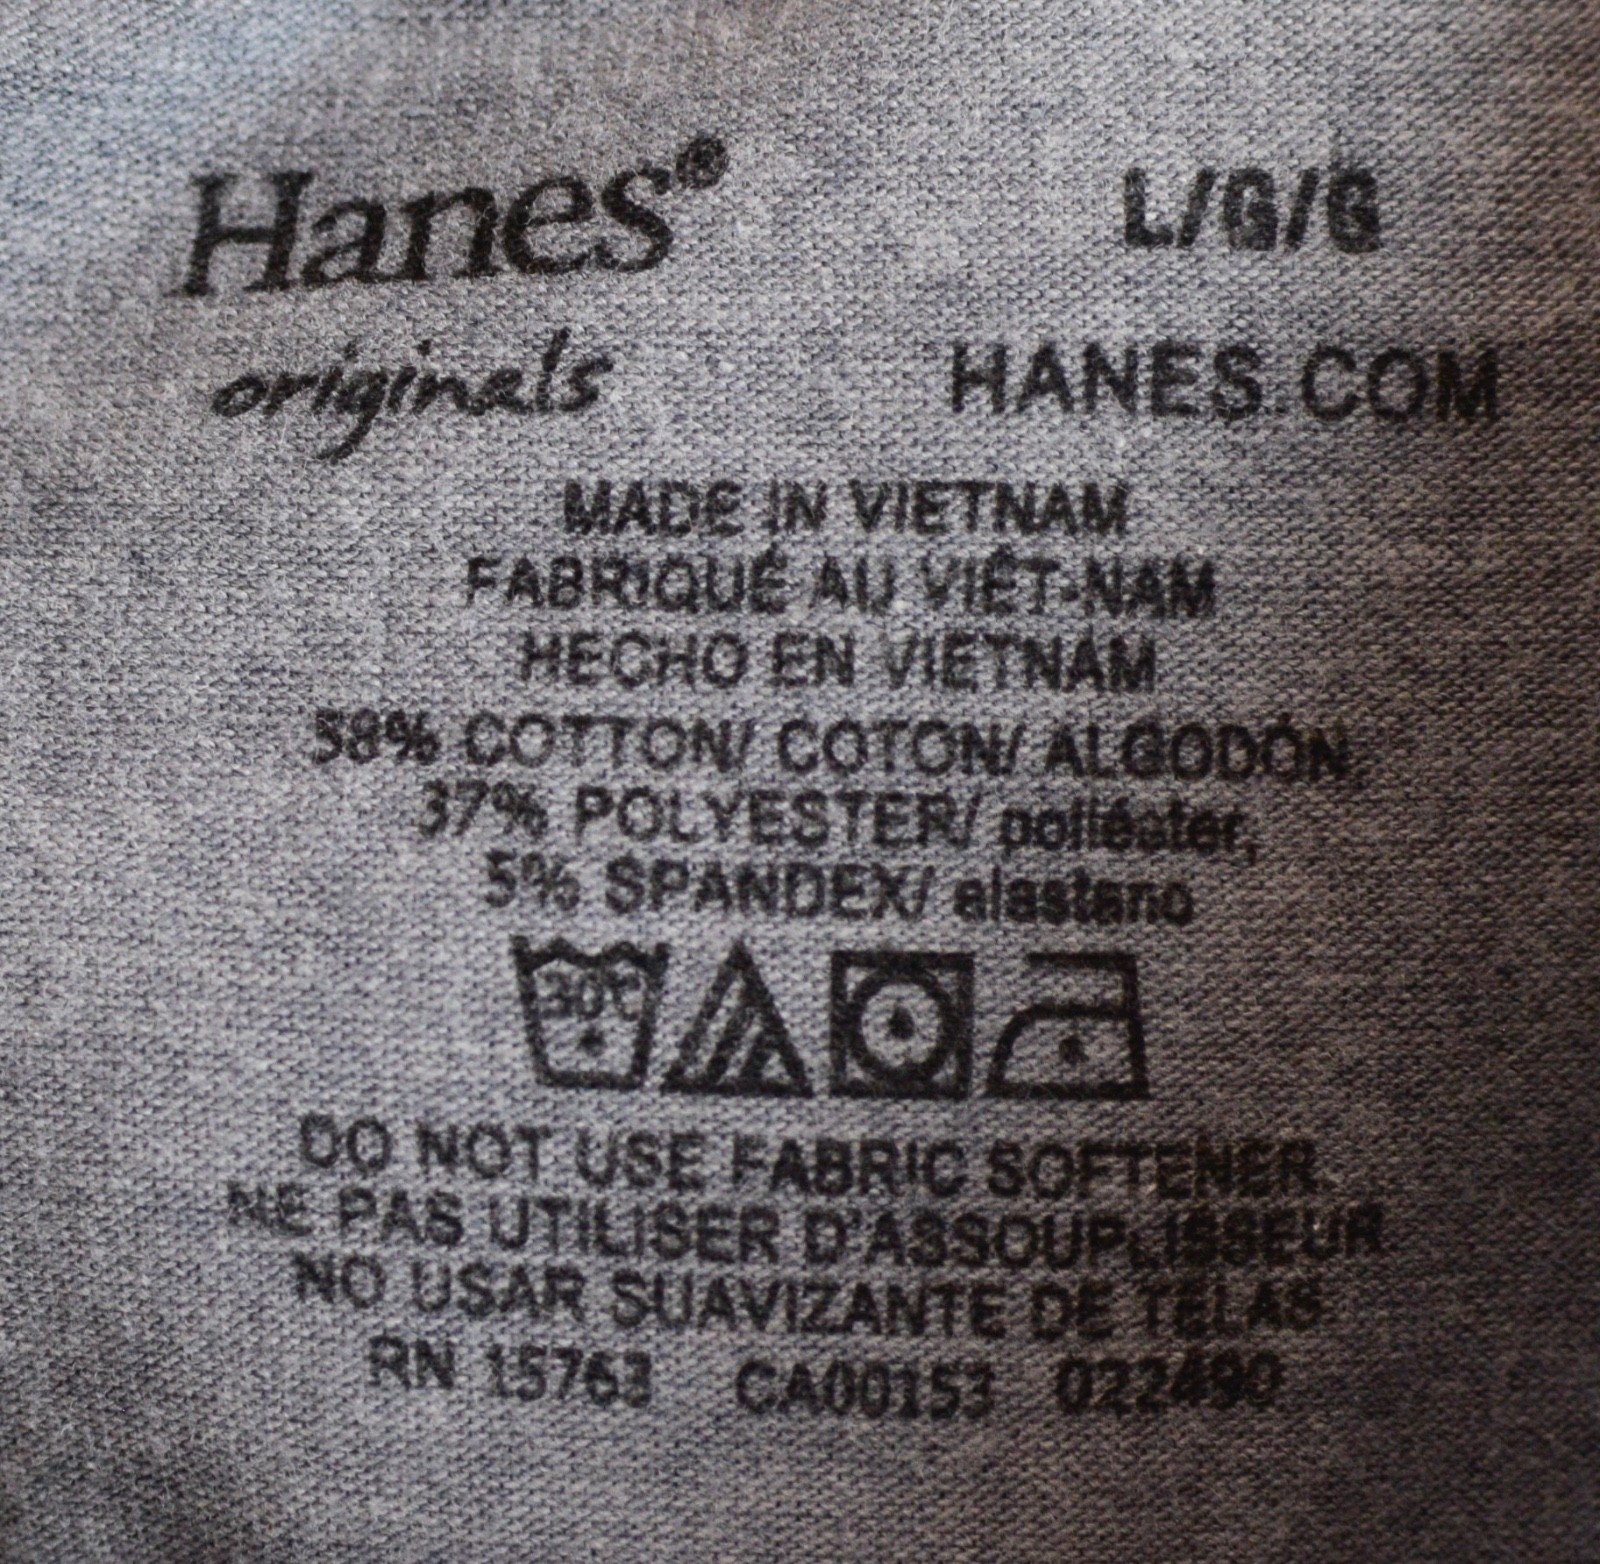 Hanes® L/G/G
originals HANES.COM
MADE IN VIETNAM
FABRIQUÉ AU VIÊT-NAM
HECHO EN VIETNAM
58% COTTON/ COTON/ ALGODÓN,
37% POLYESTER/ poliéster,
5% SPANDEX/ elastano
30°C
DO NOT USE FABRIC SOFTENER.
NE PAS UTILISER D'ASSOUPLISSEUR.
NO USAR SUAVIZANTE DE TELAS
RN 15763 CA00153 022490